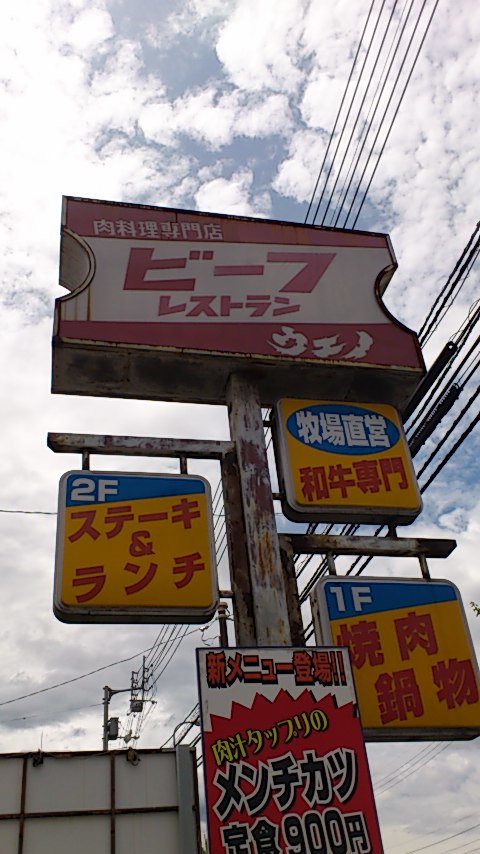 肉料理専門店
ビーフ
レストラン
ウエノ
牧場直営
和牛専門
2F
ステーキ
&
ランチ
1F
焼肉
鍋物
新メニュー登場!!
肉汁タップリの
メンチカツ
定食900円